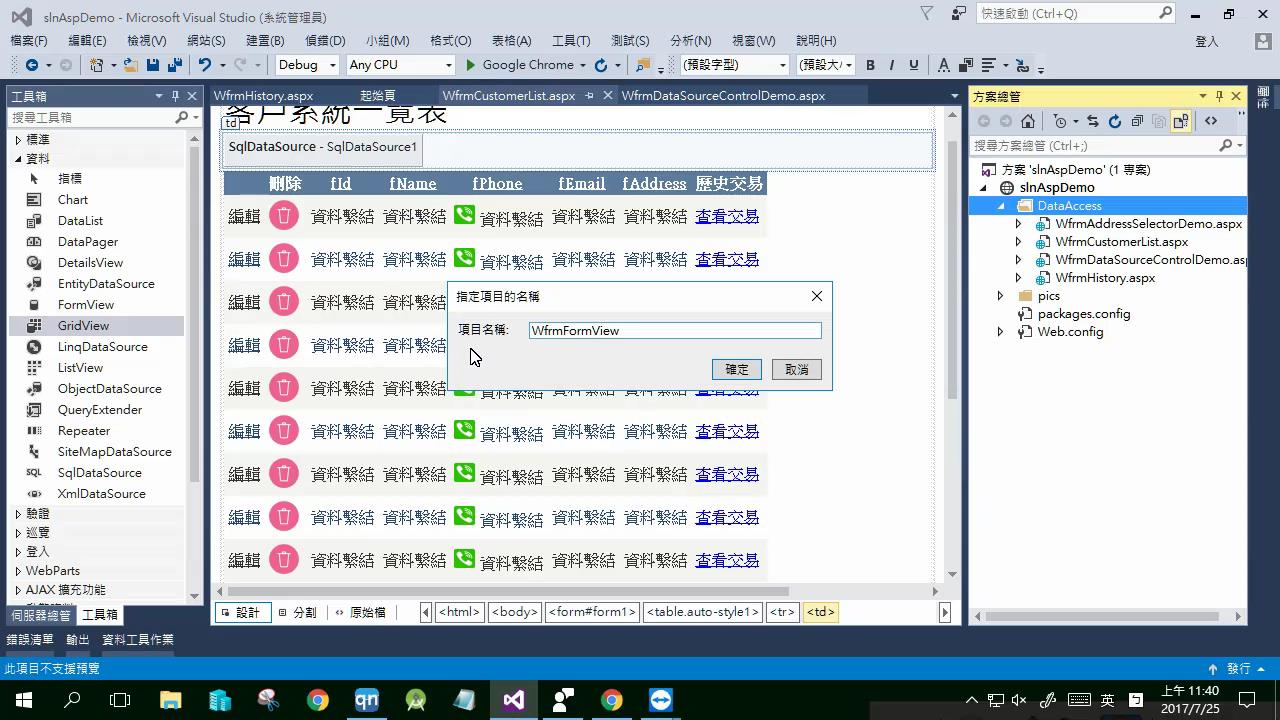 slnAspDemo - Microsoft Visual Studio (系統管理員)
快速啟動 (Ctrl+Q)
檔案(F) 編輯(E) 檢視(V) 網站(S) 建置(B) 偵錯(D) 小組(M) 格式(O) 表格(A) 工具(T) 測試(S) 分析(N) 視窗(W) 說明(H)
登入
Debug Any CPU Google Chrome (預設字型) (預設大 B I U A
工具箱
搜尋工具箱
標準
資料
指標
Chart
DataList
DataPager
DetailsView
EntityDataSource
FormView
GridView
LinqDataSource
ListView
ObjectDataSource
QueryExtender
Repeater
SiteMapDataSource
SQL SqlDataSource
XmlDataSource
驗證
巡覽
登入
WebParts
AJAX 擴充功能
伺服器總管 工具箱
WfrmHistory.aspx 起始頁 WfrmCustomerList.aspx WfrmDataSourceControlDemo.aspx
客戶系統一覽表
td
SqlDataSource - SqlDataSource1
刪除 fId fName fPhone fEmail fAddress 歷史交易
編輯 資料繫結 資料繫結 資料繫結 資料繫結 資料繫結 查看交易
編輯 資料繫結 資料繫結 資料繫結 資料繫結 資料繫結 查看交易
編輯 資料繫結 資料繫結
編輯 資料繫結 資料繫結
編輯 資料繫結 資料繫結 資料繫結 資料繫結 資料繫結 查看交易
編輯 資料繫結 資料繫結 資料繫結 資料繫結 資料繫結 查看交易
編輯 資料繫結 資料繫結 資料繫結 資料繫結 資料繫結 查看交易
編輯 資料繫結 資料繫結 資料繫結 資料繫結 資料繫結 查看交易
編輯 資料繫結 資料繫結 資料繫結 資料繫結 資料繫結 查看交易
指定項目的名稱
項目名稱: WfrmFormView
確定 取消
設計 分割 原始檔 <html> <body> <form#form1> <table.auto-style1> <tr> <td>
方案總管
搜尋方案總管 (Ctrl+;)
方案 'slnAspDemo' (1 專案)
slnAspDemo
DataAccess
WfrmAddressSelectorDemo.aspx
WfrmCustomerList.aspx
WfrmDataSourceControlDemo.asp
WfrmHistory.aspx
pics
packages.config
Web.config
錯誤清單 輸出 資料工具作業
此項目不支援預覽
發行
qn
英
上午 11:40
2017/7/25